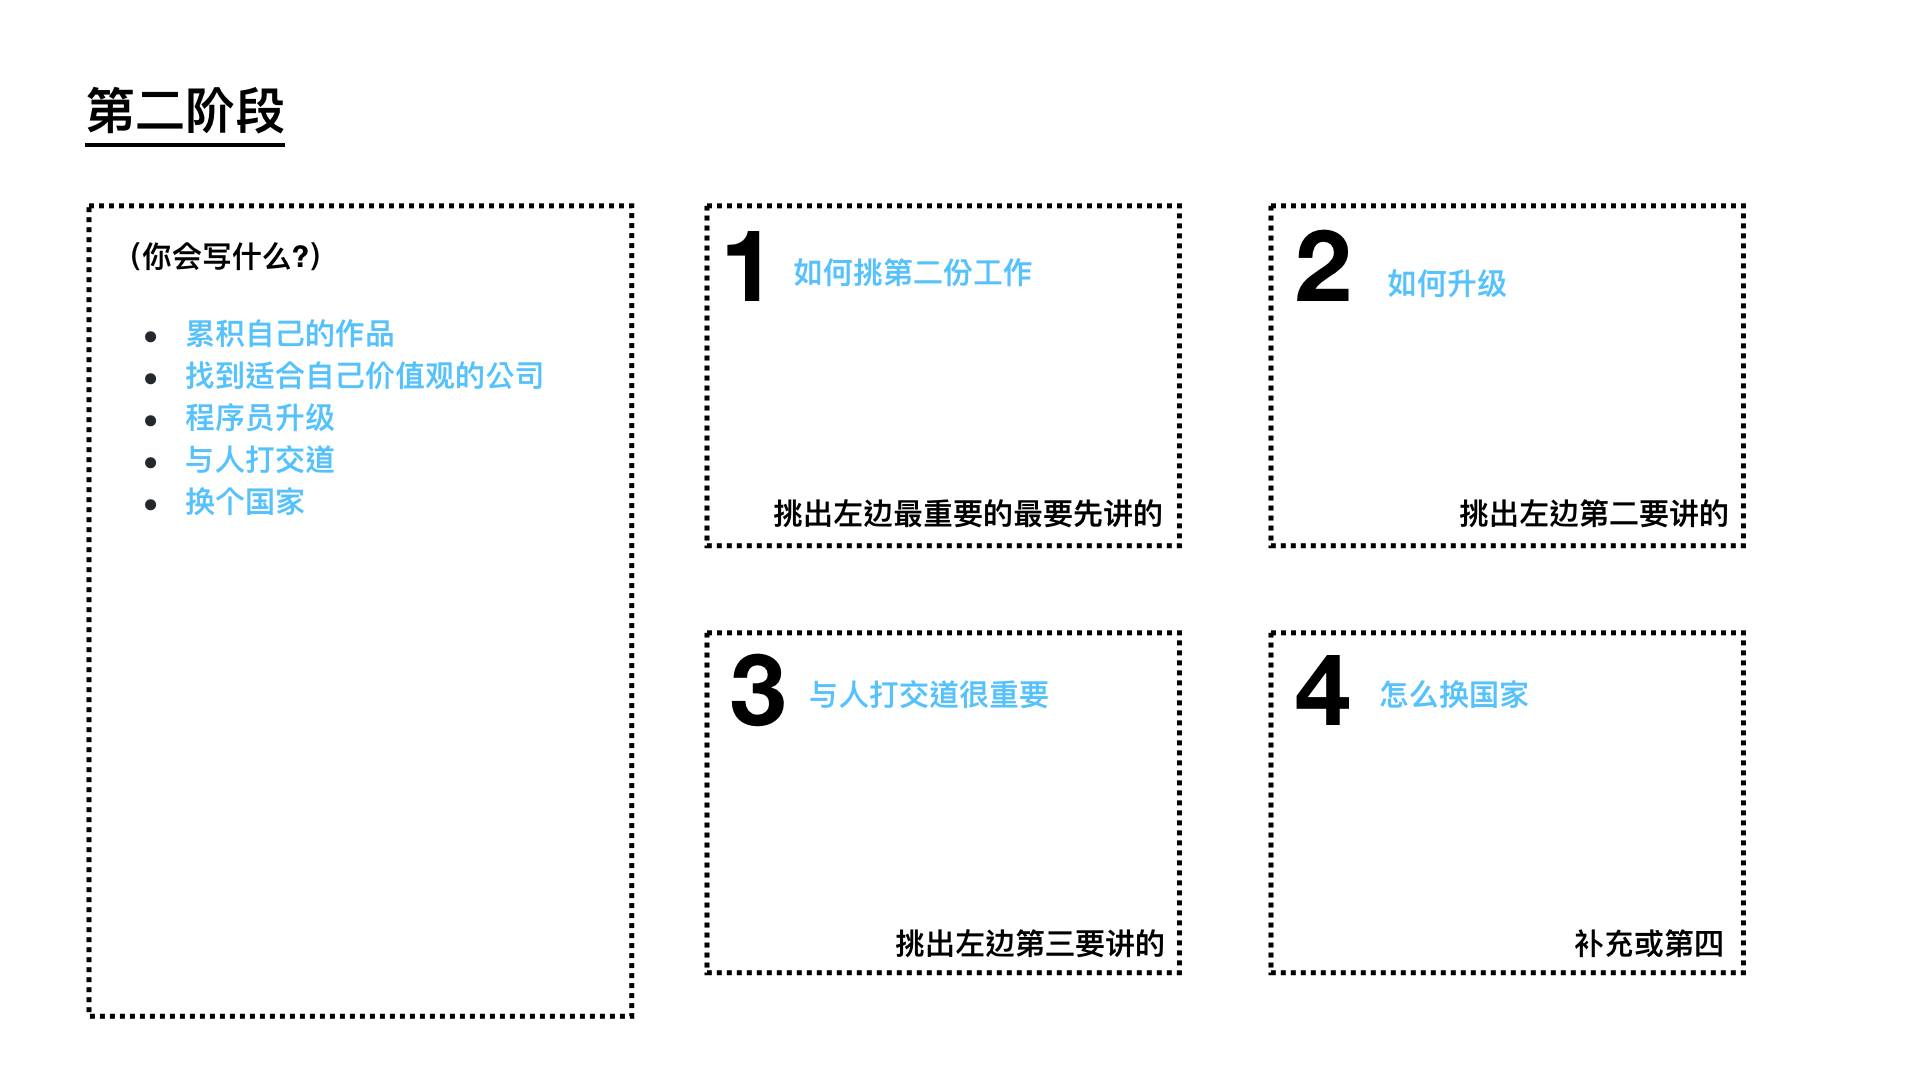 第二阶段
（你会写什么?）
累积自己的作品
找到适合自己价值观的公司
程序员升级
与人打交道
换个国家
1 如何挑第二份工作
挑出左边最重要的最要先讲的
2 如何升级
挑出左边第二要讲的
3 与人打交道很重要
挑出左边第三要讲的
4 怎么换国家
补充或第四